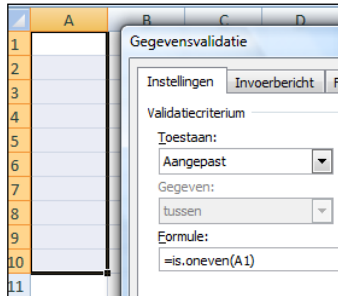 A B C D
1 Gegevensvalidatie
2
3 Instellingen Invoerbericht F
4 Validatiecriterium
5 Toestaan:
6 Aangepast
7 Gegeven:
8 tussen
9 Formule:
10 =is.oneven(A1)
11